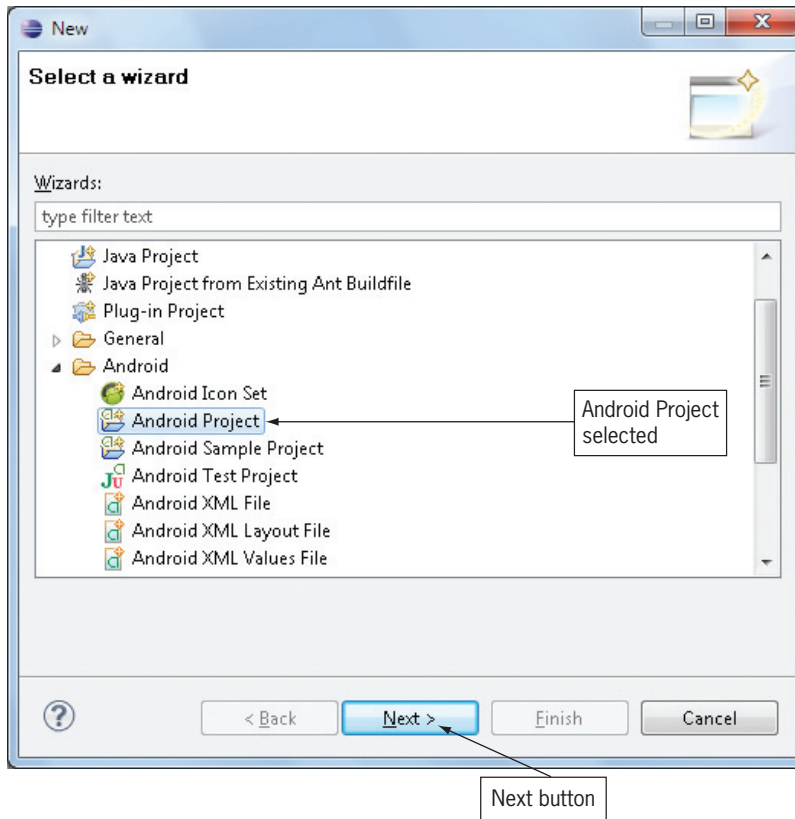 New
Select a wizard
Wizards:
type filter text
Java Project
Java Project from Existing Ant Buildfile
Plug-in Project
General
Android
Android Icon Set
Android Project
Android Project
selected
Android Sample Project
Android Test Project
Android XML File
Android XML Layout File
Android XML Values File
< Back
Next >
Finish
Cancel
Next button